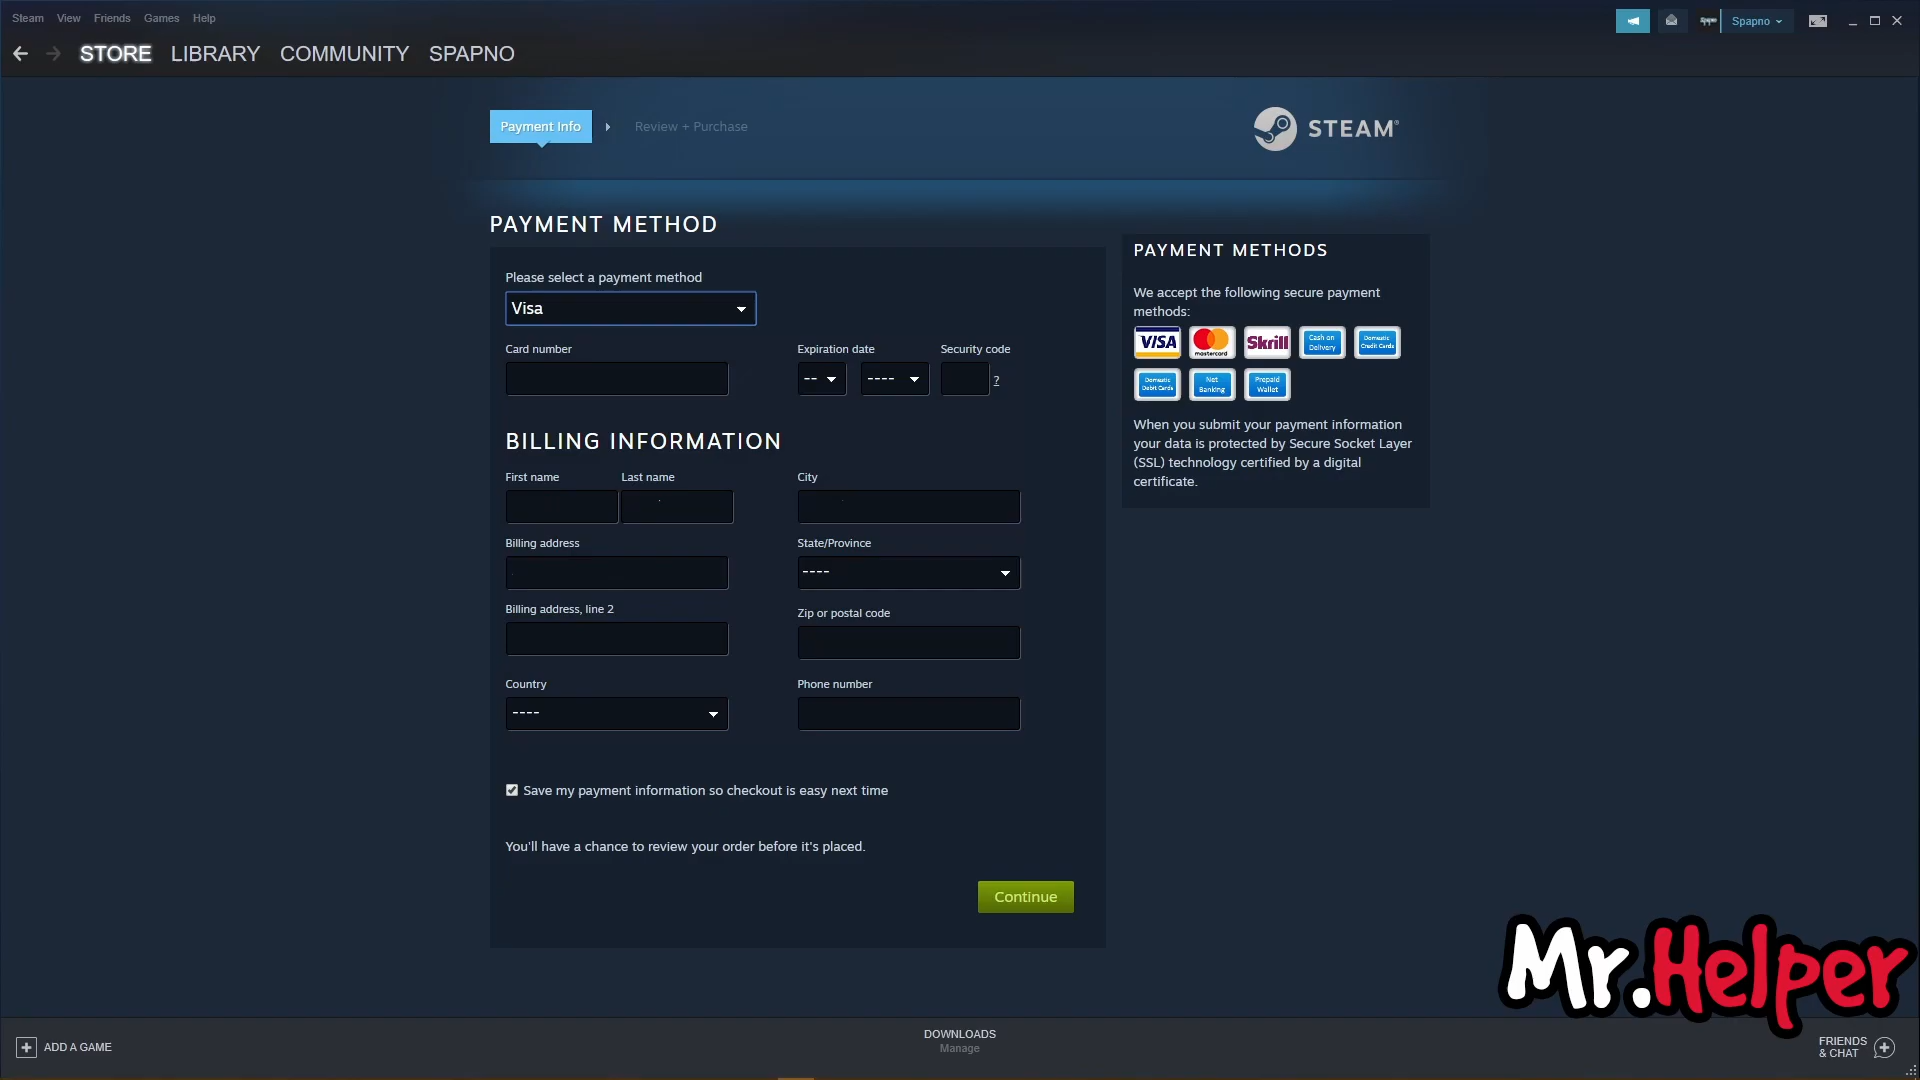 Steam View Friends Games Help
Spapno
STORE LIBRARY COMMUNITY SPAPNO
Payment Info Review + Purchase
STEAM®
PAYMENT METHOD
Please select a payment method
Visa
Card number Expiration date Security code
-- ---- ?
BILLING INFORMATION
First name Last name City
Billing address State/Province
----
Billing address, line 2 Zip or postal code
Country Phone number
----
Save my payment information so checkout is easy next time
You'll have a chance to review your order before it's placed.
Continue
PAYMENT METHODS
We accept the following secure payment
methods:
VISA mastercard Skrill Cash on Delivery Domestic Credit Cards
Domestic Debit Cards Net Banking Prepaid Wallet
When you submit your payment information
your data is protected by Secure Socket Layer
(SSL) technology certified by a digital
certificate.
Mr.Helper
ADD A GAME
DOWNLOADS
Manage
FRIENDS
& CHAT